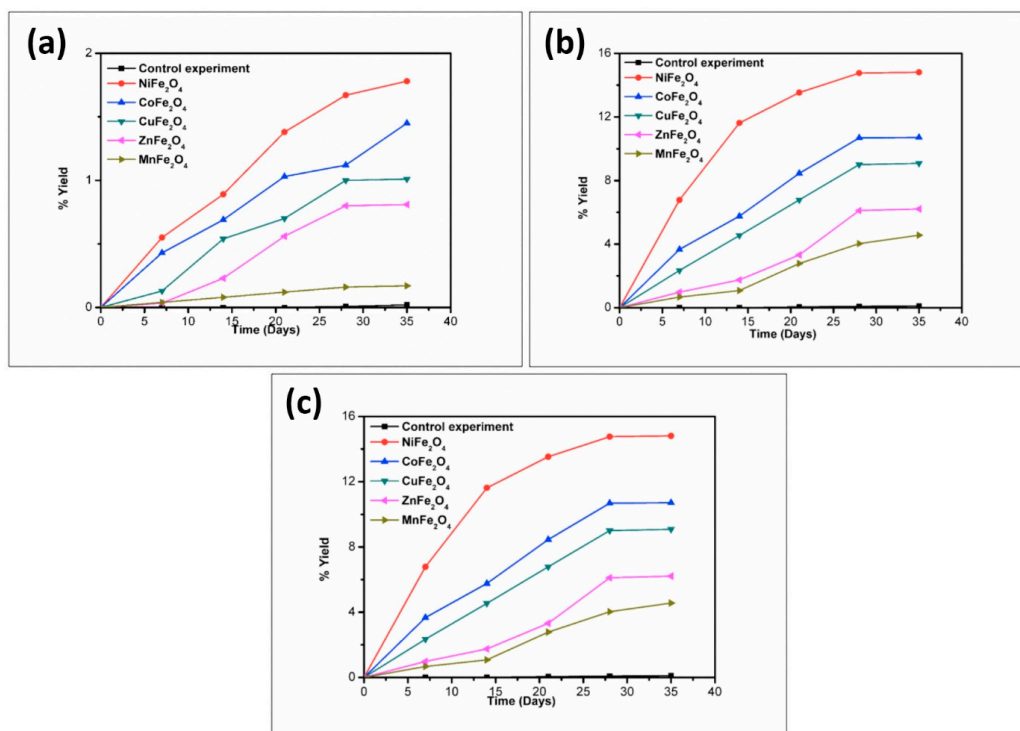 (a)
2
1
0
% Yield
Control experiment
NiFe₂O₄
CoFe₂O₄
CuFe₂O₄
ZnFe₂O₄
MnFe₂O₄
0 5 10 15 20 25 30 35 40
Time (Days)
(b)
16
12
8
4
0
% Yield
Control experiment
NiFe₂O₄
CoFe₂O₄
CuFe₂O₄
ZnFe₂O₄
MnFe₂O₄
0 5 10 15 20 25 30 35 40
Time (Days)
(c)
16
12
8
4
0
% Yield
Control experiment
NiFe₂O₄
CoFe₂O₄
CuFe₂O₄
ZnFe₂O₄
MnFe₂O₄
0 5 10 15 20 25 30 35 40
Time (Days)